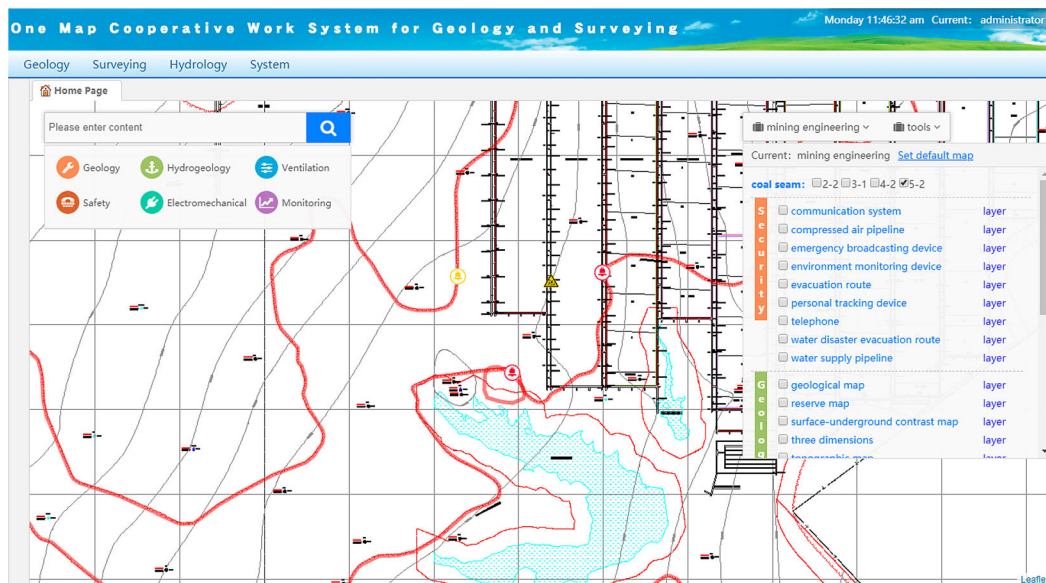 Monday 11:46:32 am Current: administrator
One Map Cooperative Work System for Geology and Surveying
Geology Surveying Hydrology System
Home Page
Please enter content
Geology Hydrogeology Ventilation
Safety Electromechanical Monitoring
mining engineering tools
Current: mining engineering Set default map
coal seam: 2-2 3-1 4-2 5-2
Security
communication system layer
compressed air pipeline layer
emergency broadcasting device layer
environment monitoring device layer
evacuation route layer
personal tracking device layer
telephone layer
water disaster evacuation route layer
water supply pipeline layer
Geolog
geological map layer
reserve map layer
surface-underground contrast map layer
three dimensions layer
topographic map layer
Leafle